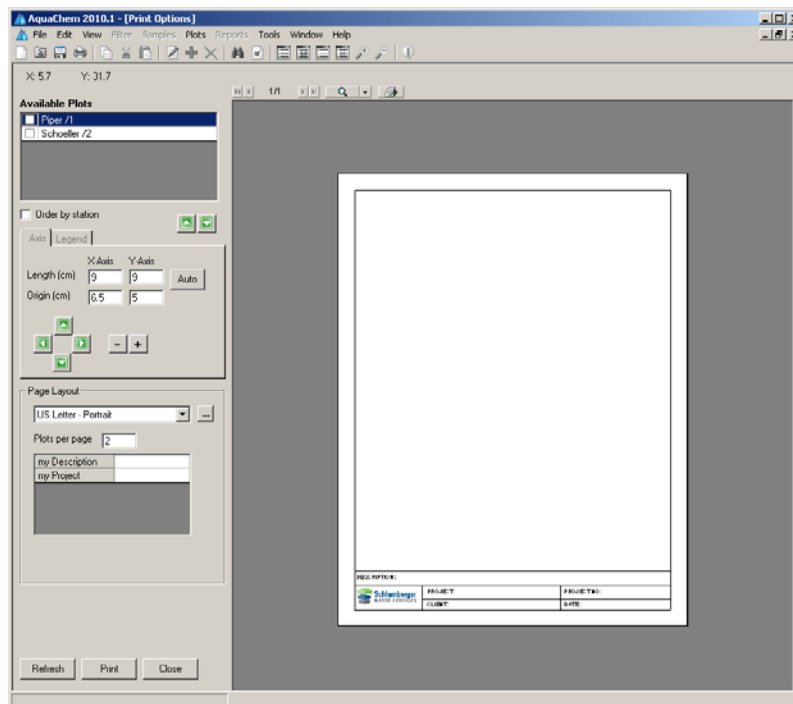 AquaChem 2010.1 - [Print Options]
File Edit View Filter Samples Plots Reports Tools Window Help
X: 5.7 Y: 31.7
1/1
Available Plots
Piper /1
Schoeller /2
Order by station
Axis Legend
X-Axis Y-Axis
Length (cm) 9 9 Auto
Origin (cm) 6.5 5
- +
Page Layout
US Letter - Portrait ...
Plots per page 2
my Description
my Project
DESCRIPTION:
Schlumberger
WATER SERVICES
PROJECT: PROJECT NO:
CLIENT: DATE:
Refresh Print Close